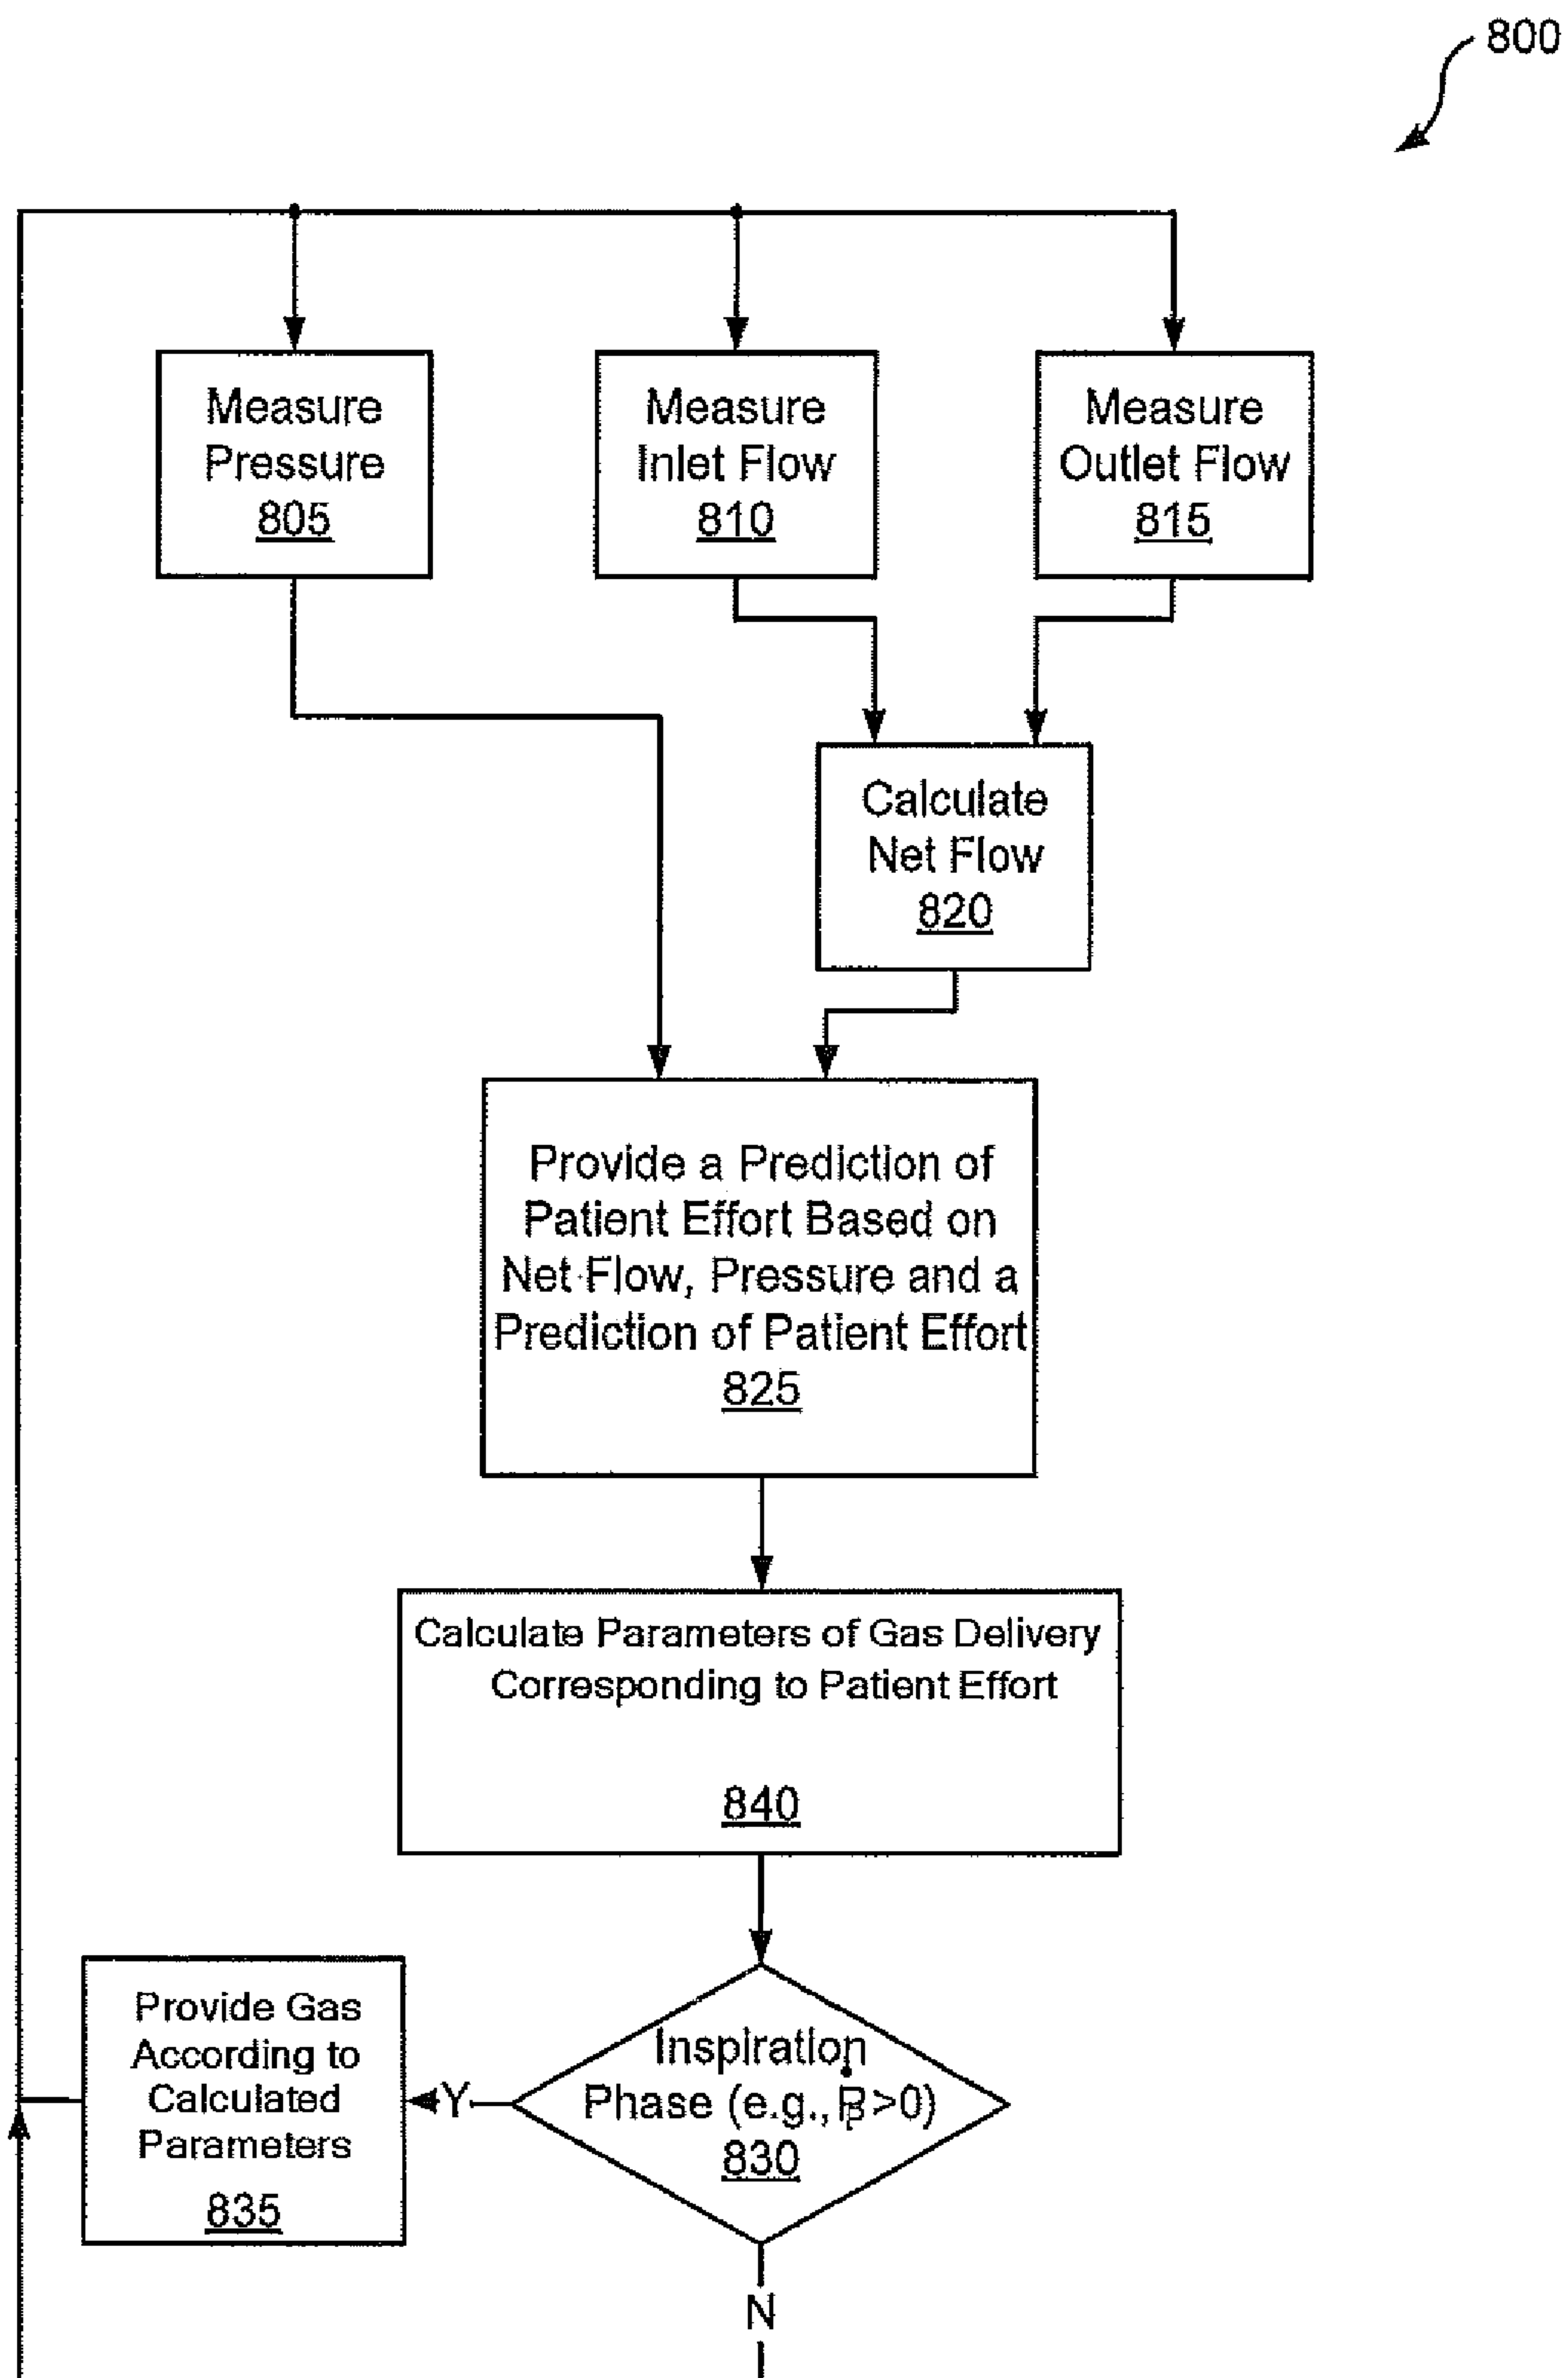 800
Measure
Pressure
805
Measure
Inlet Flow
810
Measure
Outlet Flow
815
Calculate
Net Flow
820
Provide a Prediction of
Patient Effort Based on
Net Flow, Pressure and a
Prediction of Patient Effort
825
Calculate Parameters of Gas Delivery
Corresponding to Patient Effort
840
Inspiration
Phase (e.g., >0)
830
Y
Provide Gas
According to
Calculated
Parameters
835
N